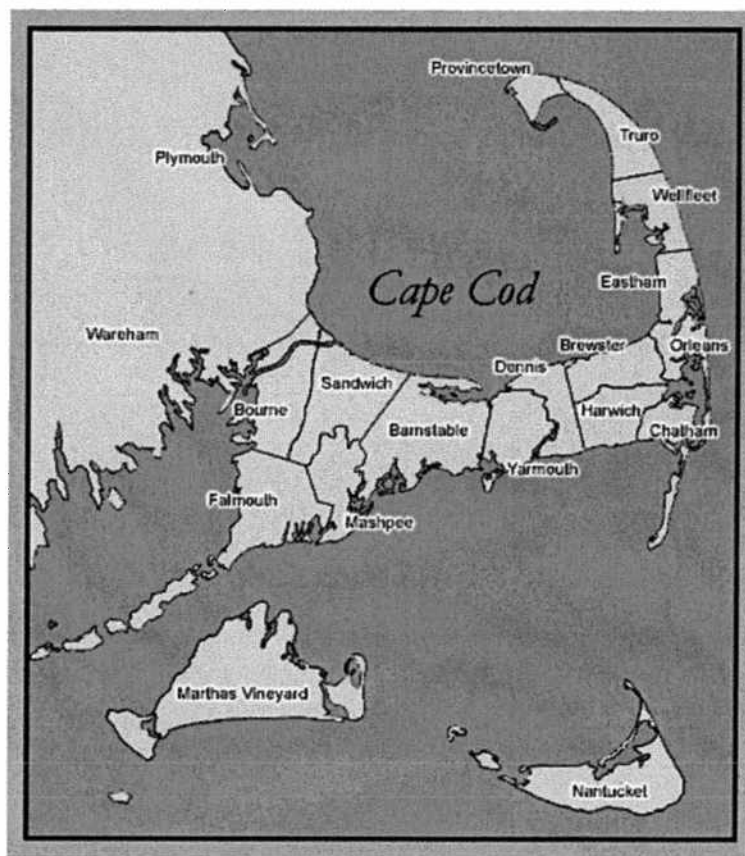 Provincetown
Truro
Plymouth
Wellfleet
Eastham
Cape Cod
Wareham
Brewster
Orleans
Dennis
Sandwich
Bourne
Harwich
Barnstable
Chatham
Yarmouth
Falmouth
Mashpee
Marthas Vineyard
Nantucket